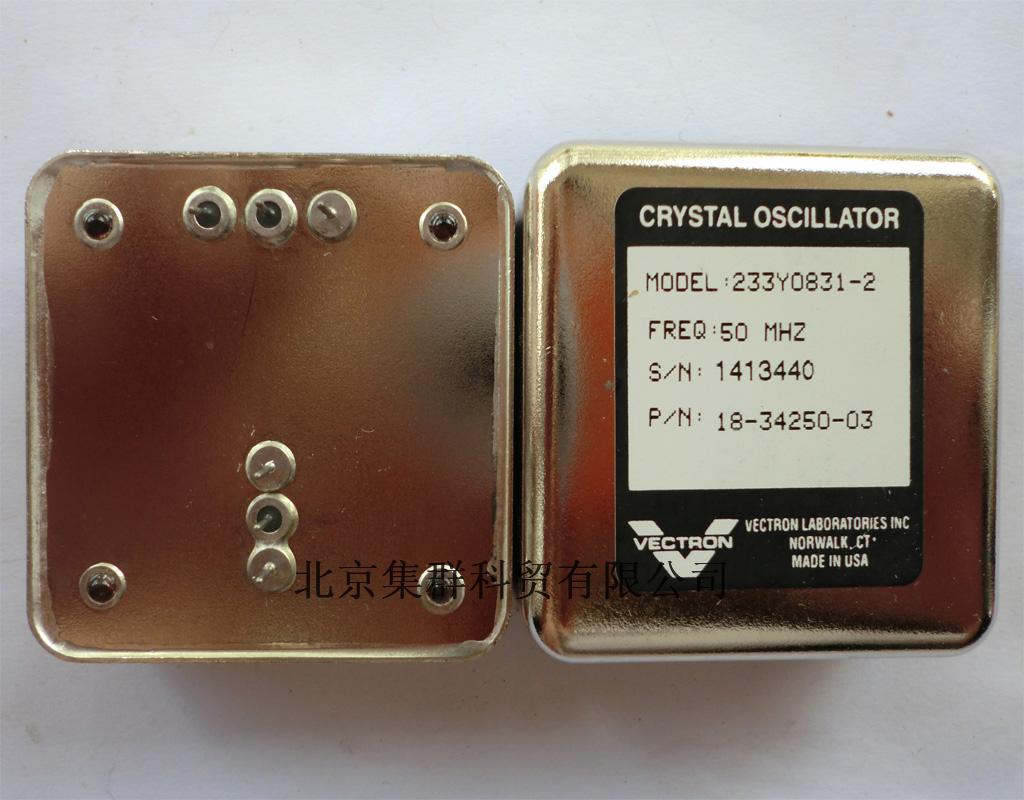 CRYSTAL OSCILLATOR
MODEL:233Y0831-2
FREQ:50 MHZ
S/N: 1413440
P/N: 18-34250-03
VECTRON
VECTRON LABORATORIES INC
NORWALK, CT
MADE IN USA
北京集群科贸有限公司